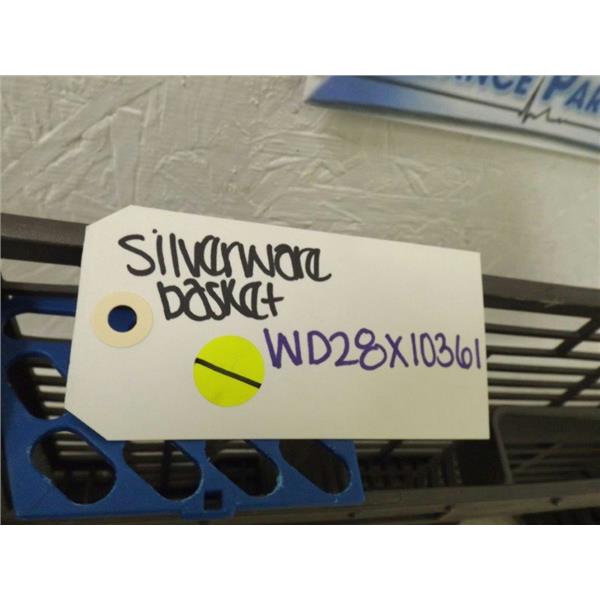 ANCE PAR
silverware
basket
WD28X10361